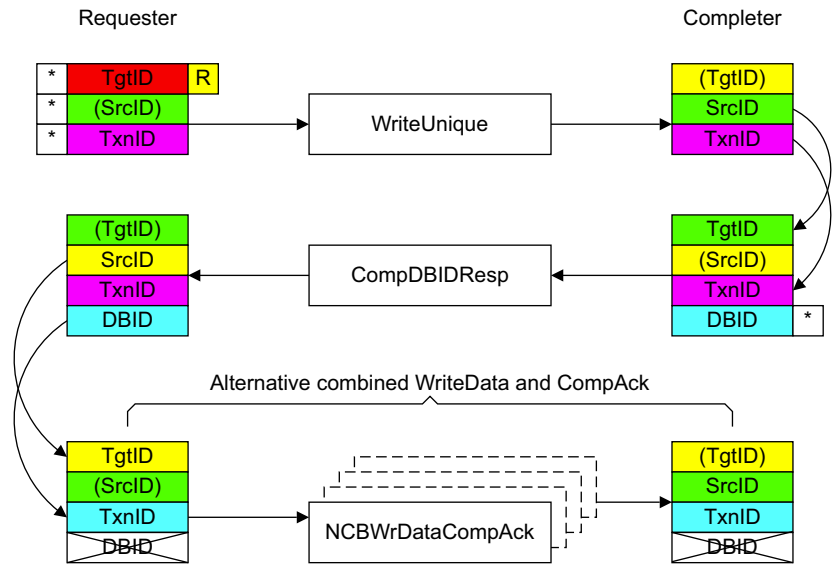 Requester
Completer
* TgtID R
* (SrcID)
* TxnID
WriteUnique
(TgtID)
SrcID
TxnID
(TgtID)
SrcID
TxnID
DBID
CompDBIDResp
TgtID
(SrcID)
TxnID
DBID *
Alternative combined WriteData and CompAck
TgtID
(SrcID)
TxnID
DBID
NCBWrDataCompAck
(TgtID)
SrcID
TxnID
DBID